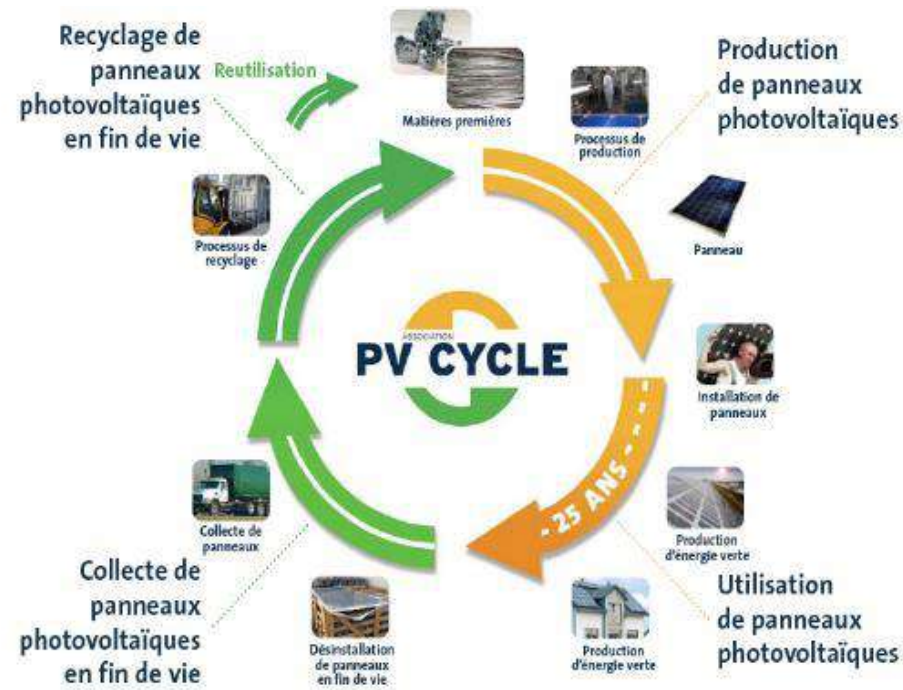 Recyclage de
panneaux
photovoltaïques
en fin de vie
Reutilisation
Matières premières
Processus de
production
Production
de panneaux
photovoltaïques
Panneau
Processus de
recyclage
ASSOCIATION
PV CYCLE
Installation de
panneaux
- 25 ANS - -
Collecte de
panneaux
Production
d'énergie verte
Collecte de
panneaux
photovoltaïques
en fin de vie
Désinstallation
de panneaux
en fin de vie
Production
d'énergie verte
Utilisation
de panneaux
photovoltaïques